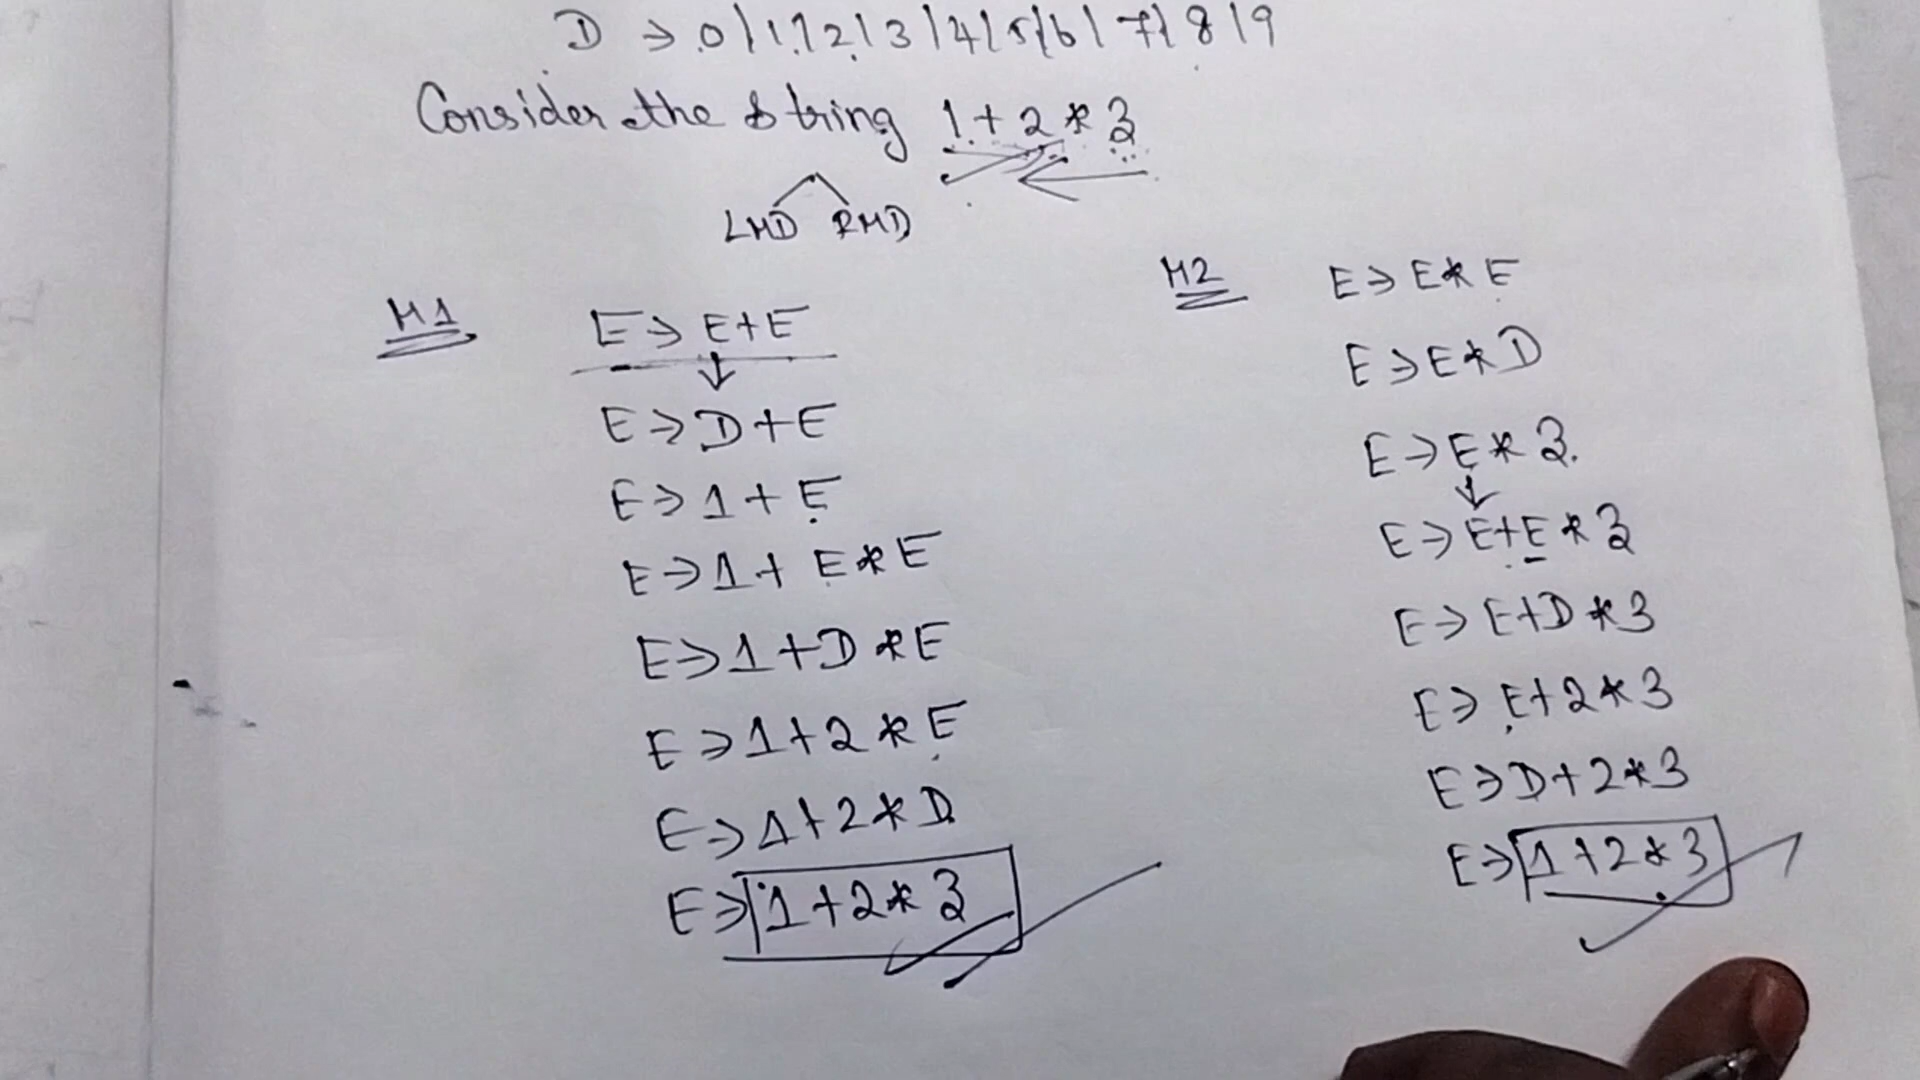 D → 0/1/2/3/4/5/6/7/8/9
Consider the string 1+2*3
LMD RMD
M1
E → E+E
E → D+E
E → 1+E
E → 1+E*E
E → 1+D*E
E → 1+2*E
E → 1+2*D
E → 1+2*3
M2
E → E*E
E → E*D
E → E*3
E → E+E*3
E → E+D*3
E → E+2*3
E → D+2*3
E → 1+2*3